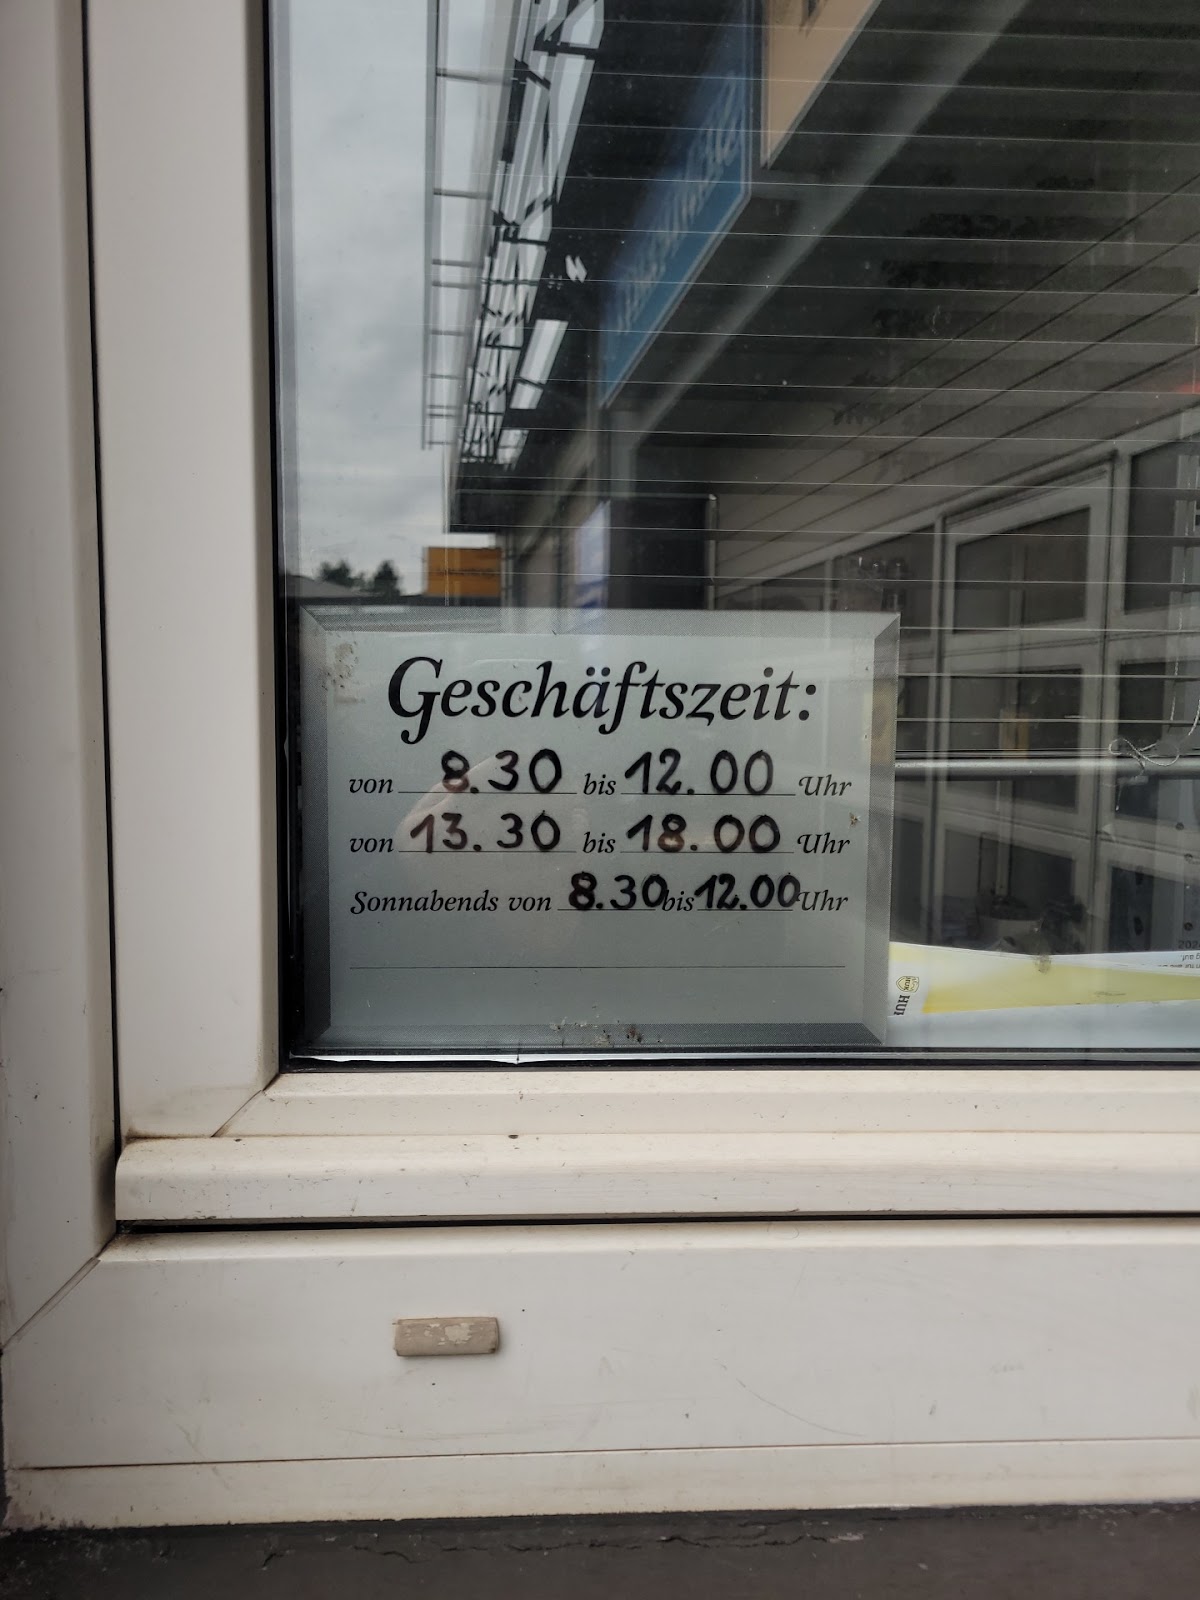 Geschäftszeit:
von 8.30 bis 12.00 Uhr
von 13.30 bis 18.00 Uhr
Sonnabends von 8.30 bis 12.00 Uhr